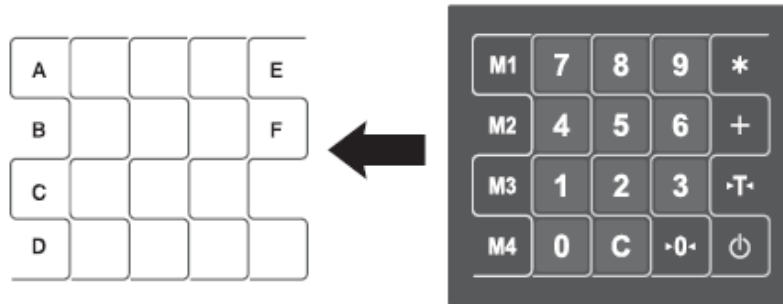 A E
B F
C
D
M1 7 8 9 *
M2 4 5 6 +
M3 1 2 3 ▸T◂
M4 0 C ▸0◂